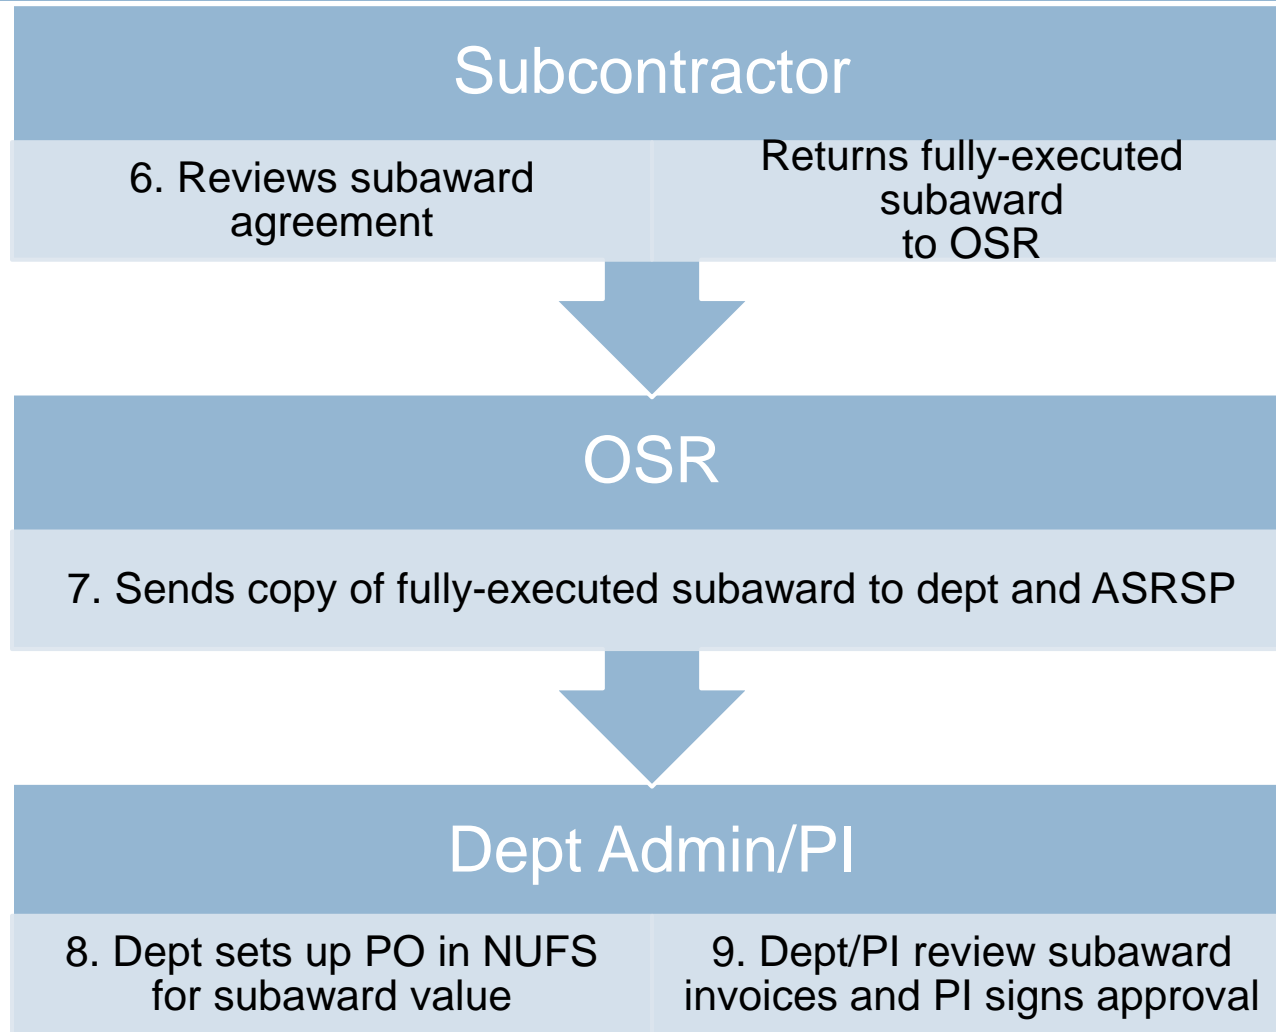 Subcontractor
6. Reviews subaward
agreement
Returns fully-executed
subaward
to OSR
OSR
7. Sends copy of fully-executed subaward to dept and ASRSP
Dept Admin/PI
8. Dept sets up PO in NUFS
for subaward value
9. Dept/PI review subaward
invoices and PI signs approval